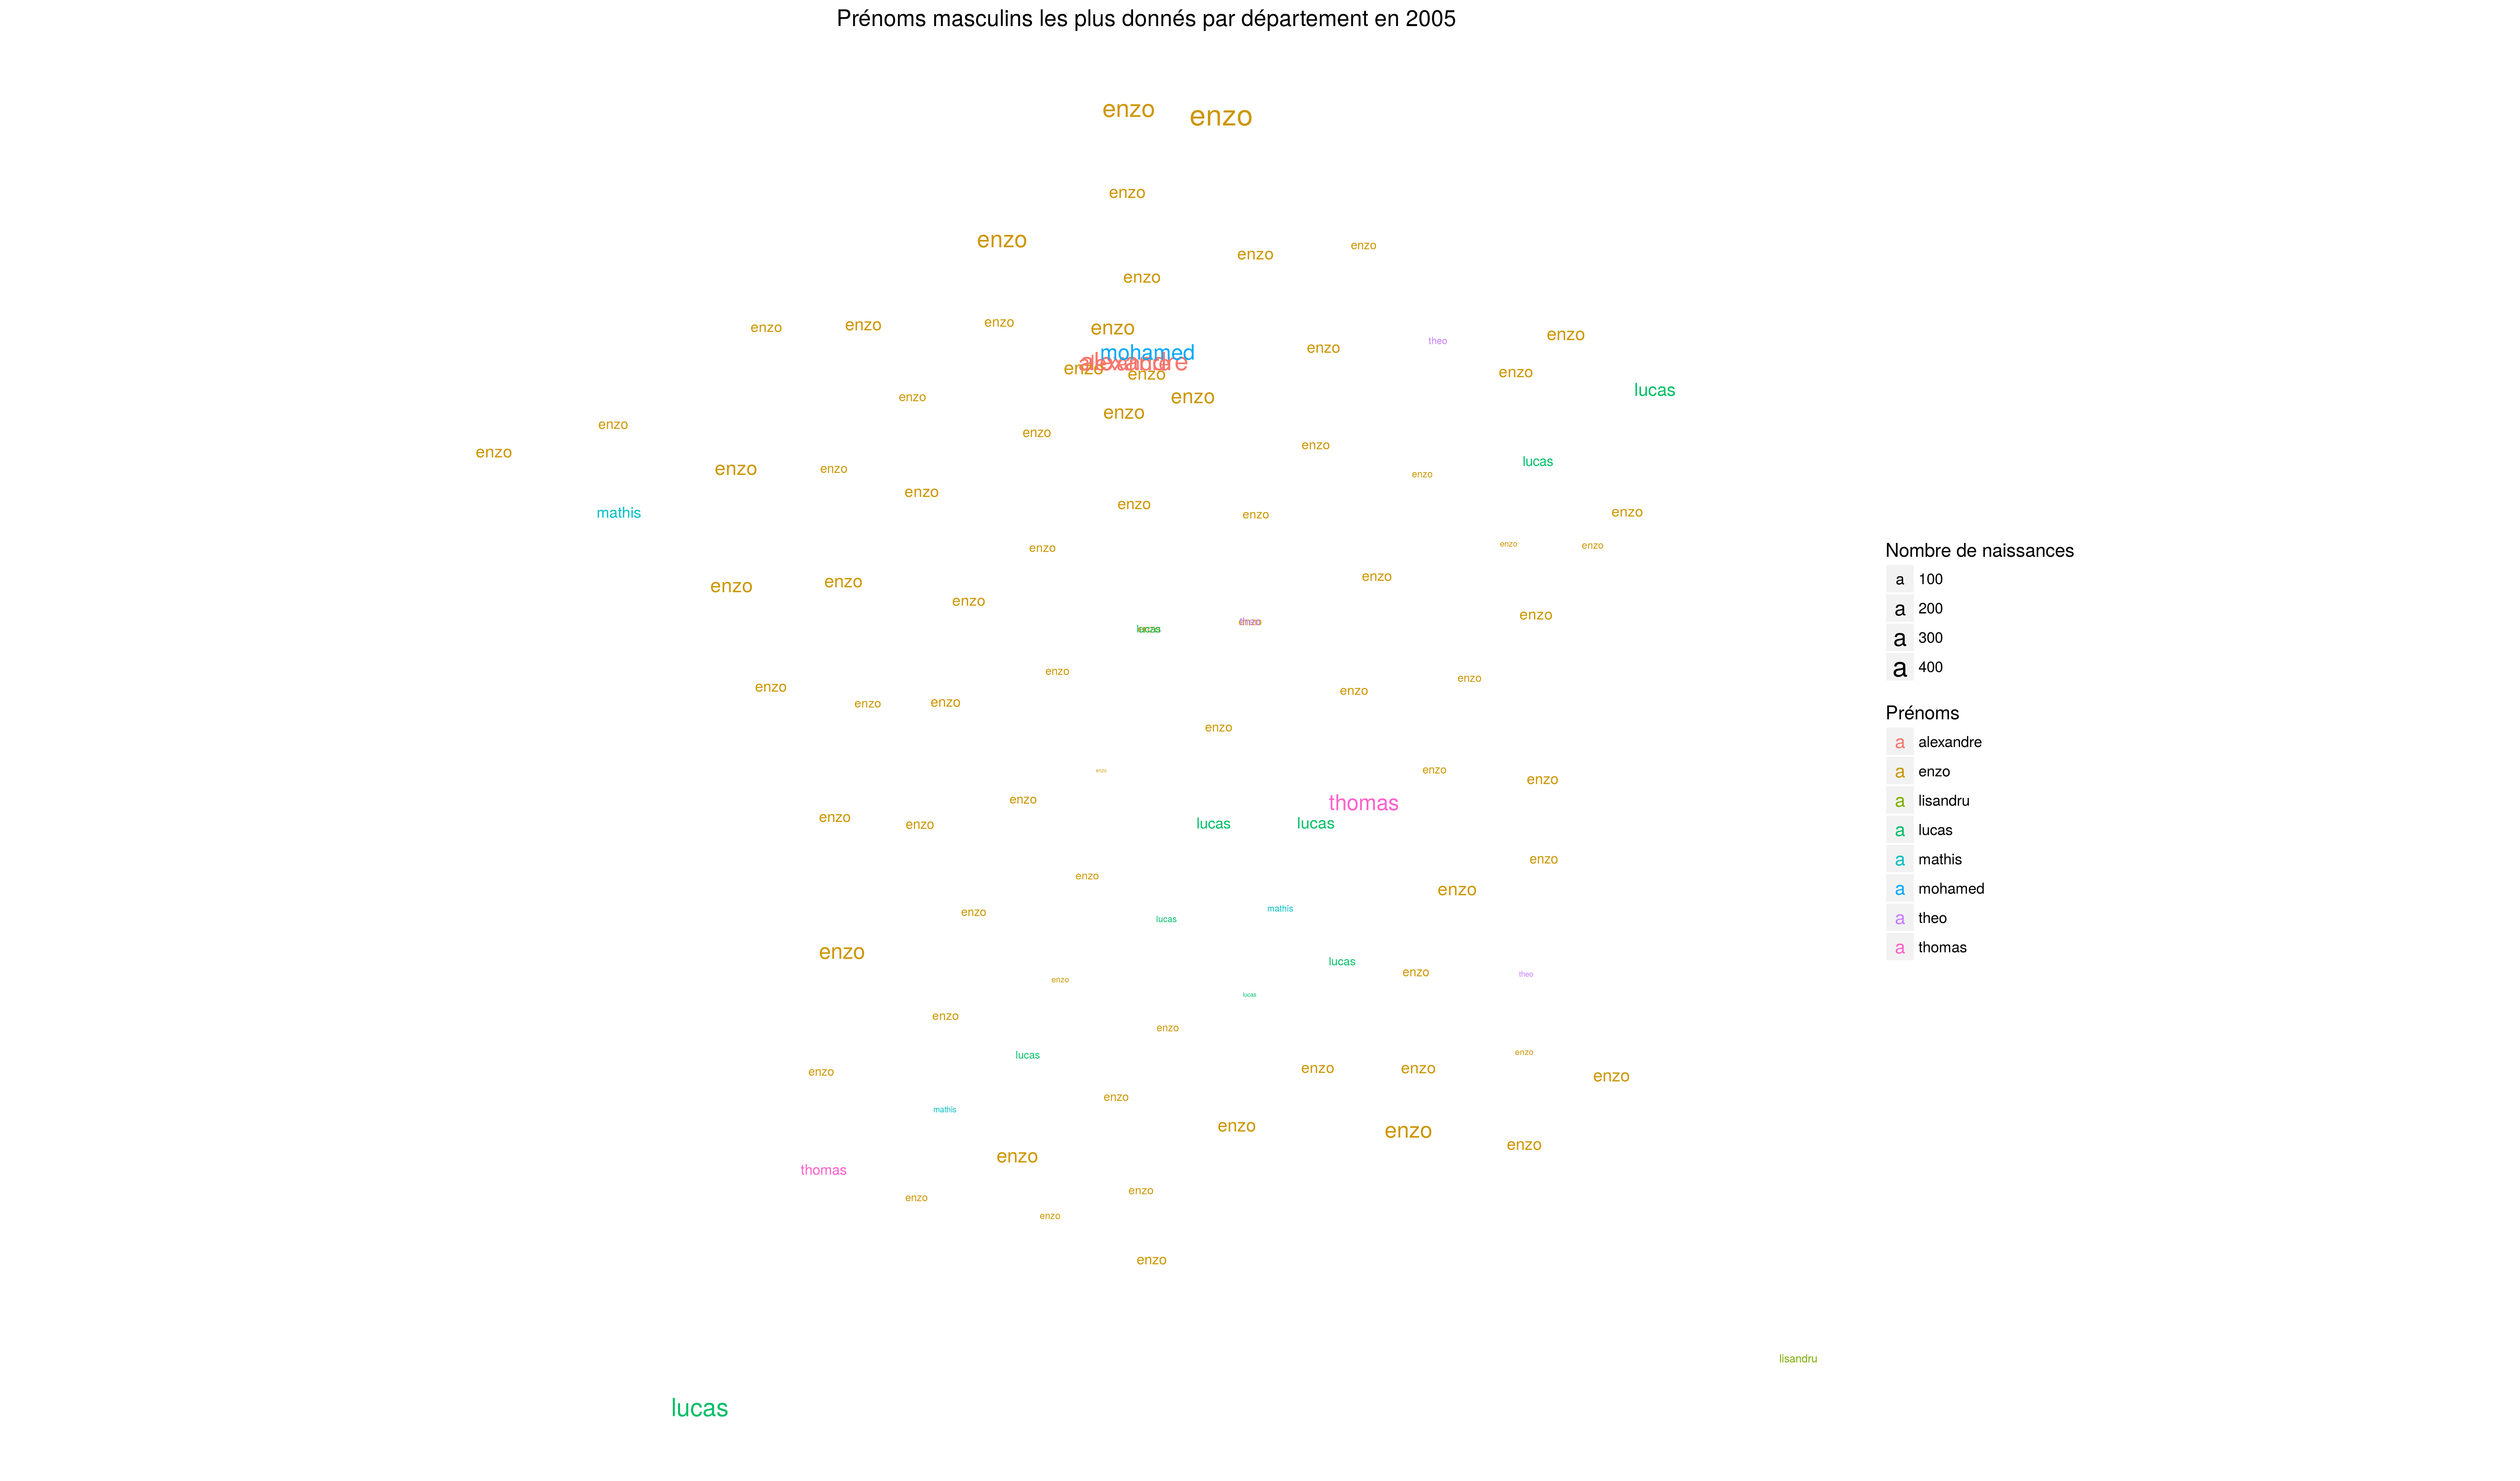 Prénoms masculins les plus donnés par département en 2005
enzo enzo
enzo
enzo
enzo enzo
enzo
enzo enzo enzo enzo enzo
theo
mohamed enzo
alexandre
enzo enzo enzo
lucas
enzo enzo
enzo
enzo enzo
enzo
enzo
enzo enzo lucas
enzo enzo
enzo
enzo
mathis enzo enzo
enzo enzo enzo
enzo
enzo enzo
enzo
enzo
lucas theo
enzo
enzo
enzo enzo
enzo enzo
enzo
enzo
enzo enzo
enzo
enzo thomas
enzo enzo lucas lucas
enzo
enzo
enzo
enzo lucas mathis
enzo
lucas
enzo enzo theo
lucas
enzo
enzo
lucas enzo
enzo enzo enzo
enzo
enzo
mathis
enzo enzo
enzo
enzo
thomas
enzo enzo
enzo
enzo
lisandru
lucas
Nombre de naissances
a 100
a 200
a 300
a 400
Prénoms
a alexandre
a enzo
a lisandru
a lucas
a mathis
a mohamed
a theo
a thomas